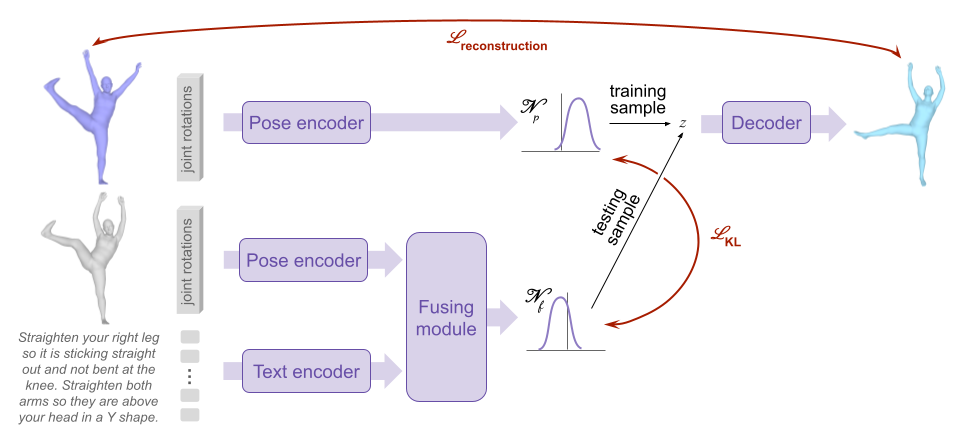 ℒreconstruction
joint rotations
Pose encoder
𝒩p
training
sample
z
Decoder
testing
sample
ℒKL
joint rotations
Pose encoder
Fusing
module
𝒩f
Text encoder
Straighten your right leg
so it is sticking straight
out and not bent at the
knee. Straighten both
arms so they are above
your head in a Y shape.